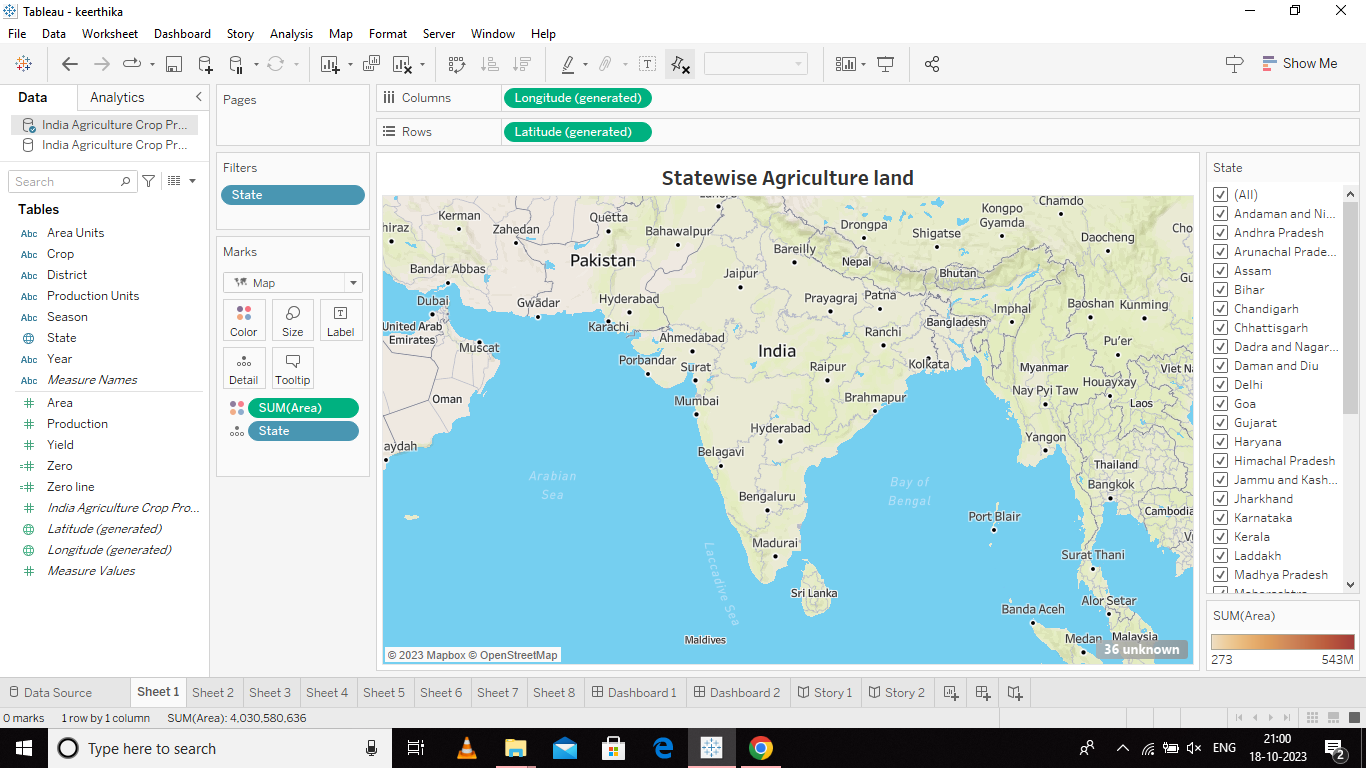 Tableau - keerthika
File Data Worksheet Dashboard Story Analysis Map Format Server Window Help
Show Me
Data Analytics
India Agriculture Crop Pr...
India Agriculture Crop Pr...
Search
Tables
Abc Area Units
Abc Crop
Abc District
Abc Production Units
Abc Season
State
Abc Year
Abc Measure Names
Area
Production
Yield
Zero
Zero line
India Agriculture Crop Pro...
Latitude (generated)
Longitude (generated)
Measure Values
Pages
Filters
State
Marks
Map
Color Size Label
Detail Tooltip
SUM(Area)
State
Columns Longitude (generated)
Rows Latitude (generated)
Statewise Agriculture land
Kerman
Zahedan
Quetta
Bahawalpur
Bareilly
Drongpa
Shigatse
Kongpo
Gyamda
Chamdo
Daocheng
Nepal
Bhutan
Pakistan
Bandar Abbas
Jaipur
Dubai
Gwadar
Hyderabad
Karachi
Prayagraj
Patna
Imphal
Baoshan
Kunming
United Arab
Emirates
Muscat
Ahmedabad
Ranchi
Bangladesh
India
Porbandar
Surat
Raipur
Kolkata
Pu'er
Myanmar
Viet N
Oman
Mumbai
Brahmapur
Nay Pyi Taw
Houayxay
Laos
Hyderabad
Yangon
aydah
Belagavi
Thailand
Arabian
Sea
Bay of
Bengal
Bangkok
Bengaluru
Port Blair
Cambodia
Madurai
Surat Thani
Laccadive Sea
Sri Lanka
Banda Aceh
Alor Setar
Maldives
Medan
Malaysia
36 unknown
© 2023 Mapbox © OpenStreetMap
State
(All)
Andaman and Ni...
Andhra Pradesh
Arunachal Prade...
Assam
Bihar
Chandigarh
Chhattisgarh
Dadra and Nagar...
Daman and Diu
Delhi
Goa
Gujarat
Haryana
Himachal Pradesh
Jammu and Kash...
Jharkhand
Karnataka
Kerala
Laddakh
Madhya Pradesh
SUM(Area)
273 543M
Data Source Sheet 1 Sheet 2 Sheet 3 Sheet 4 Sheet 5 Sheet 6 Sheet 7 Sheet 8 Dashboard 1 Dashboard 2 Story 1 Story 2
0 marks 1 row by 1 column SUM(Area): 4,030,580,636
Type here to search
ENG
21:00
18-10-2023
2